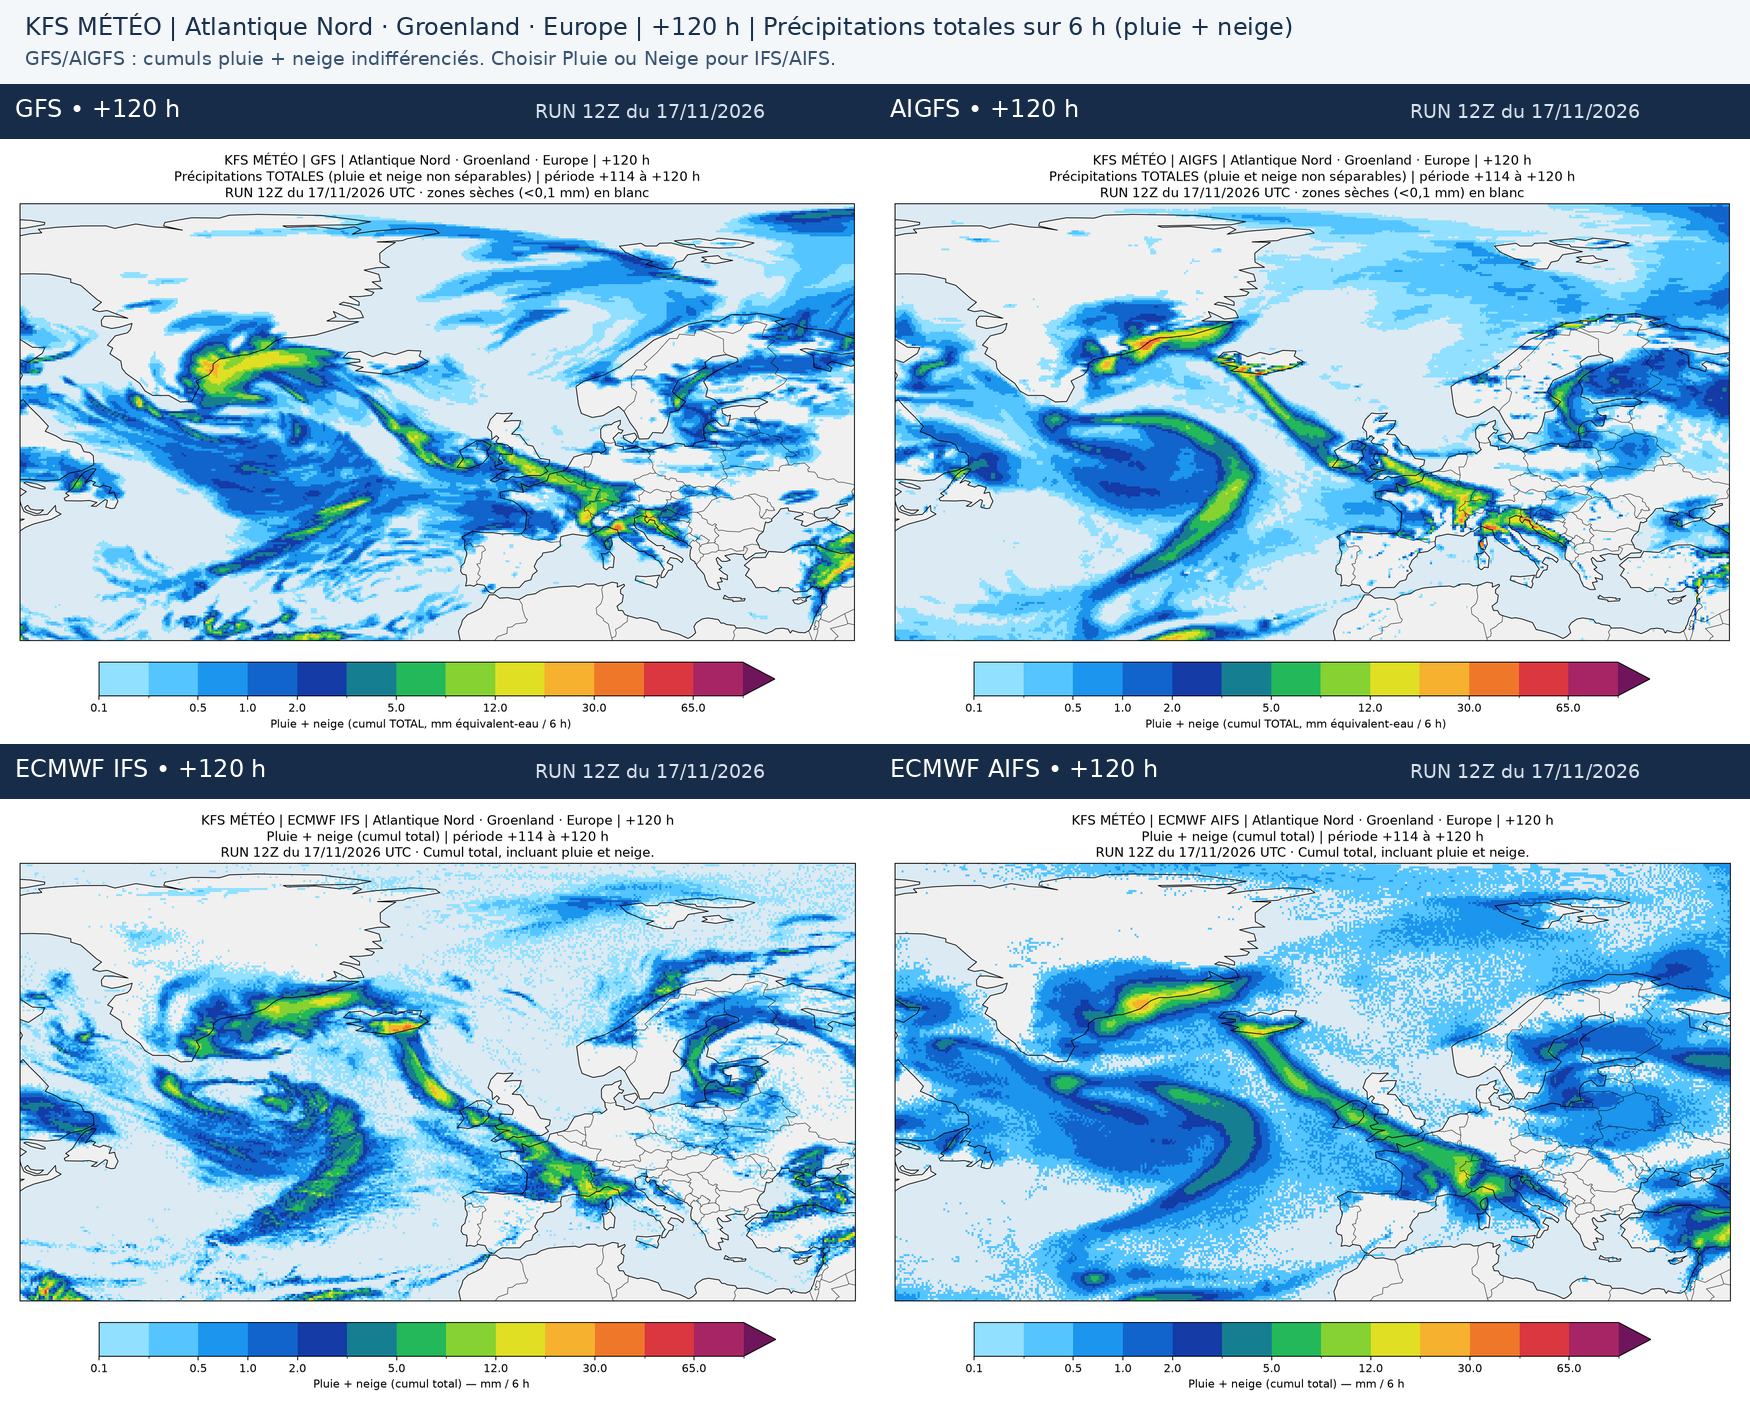 KFS MÉTÉO | Atlantique Nord · Groenland · Europe | +120 h | Précipitations totales sur 6 h (pluie + neige)
GFS/AIGFS : cumuls pluie + neige indifférenciés. Choisir Pluie ou Neige pour IFS/AIFS.
GFS • +120 h
RUN 12Z du 17/11/2026
AIGFS • +120 h
RUN 12Z du 17/11/2026
KFS MÉTÉO | GFS | Atlantique Nord · Groenland · Europe | +120 h
Précipitations TOTALES (pluie et neige non séparables) | période +114 à +120 h
RUN 12Z du 17/11/2026 UTC · zones sèches (<0,1 mm) en blanc
KFS MÉTÉO | AIGFS | Atlantique Nord · Groenland · Europe | +120 h
Précipitations TOTALES (pluie et neige non séparables) | période +114 à +120 h
RUN 12Z du 17/11/2026 UTC · zones sèches (<0,1 mm) en blanc
0.1 0.5 1.0 2.0 5.0 12.0 30.0 65.0
Pluie + neige (cumul TOTAL, mm équivalent-eau / 6 h)
0.1 0.5 1.0 2.0 5.0 12.0 30.0 65.0
Pluie + neige (cumul TOTAL, mm équivalent-eau / 6 h)
ECMWF IFS • +120 h
RUN 12Z du 17/11/2026
ECMWF AIFS • +120 h
RUN 12Z du 17/11/2026
KFS MÉTÉO | ECMWF IFS | Atlantique Nord · Groenland · Europe | +120 h
Pluie + neige (cumul total) | période +114 à +120 h
RUN 12Z du 17/11/2026 UTC · Cumul total, incluant pluie et neige.
KFS MÉTÉO | ECMWF AIFS | Atlantique Nord · Groenland · Europe | +120 h
Pluie + neige (cumul total) | période +114 à +120 h
RUN 12Z du 17/11/2026 UTC · Cumul total, incluant pluie et neige.
0.1 0.5 1.0 2.0 5.0 12.0 30.0 65.0
Pluie + neige (cumul total) — mm / 6 h
0.1 0.5 1.0 2.0 5.0 12.0 30.0 65.0
Pluie + neige (cumul total) — mm / 6 h